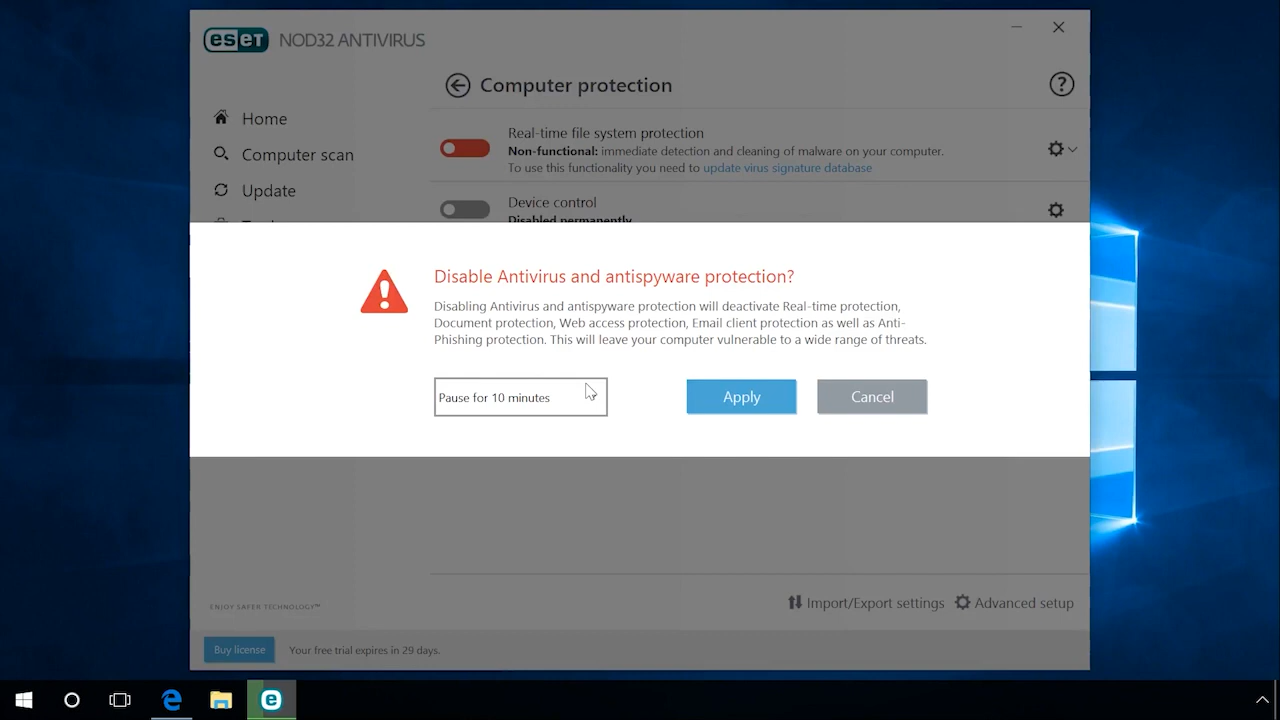 eset NOD32 ANTIVIRUS
Computer protection
Home
Computer scan
Update
Real-time file system protection
Non-functional: immediate detection and cleaning of malware on your computer.
To use this functionality you need to update virus signature database
Device control
Disabled permanently
Disable Antivirus and antispyware protection?
Disabling Antivirus and antispyware protection will deactivate Real-time protection,
Document protection, Web access protection, Email client protection as well as Anti-
Phishing protection. This will leave your computer vulnerable to a wide range of threats.
Pause for 10 minutes
Apply
Cancel
ENJOY SAFER TECHNOLOGY™
Import/Export settings
Advanced setup
Buy license
Your free trial expires in 29 days.